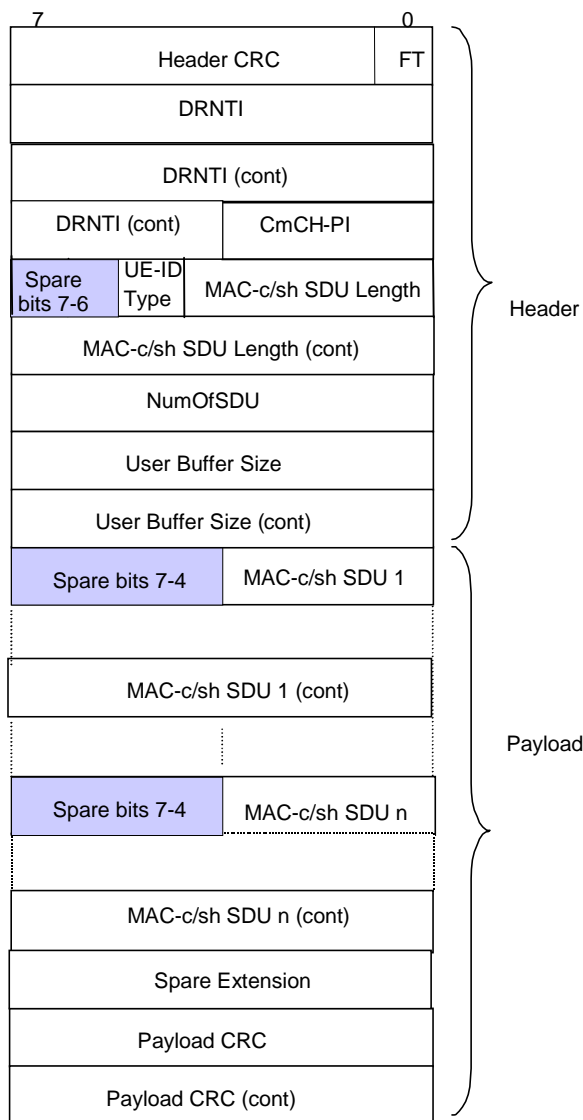 7 0
Header CRC FT
DRNTI
DRNTI (cont)
DRNTI (cont) CmCH-PI
Spare bits 7-6 UE-ID Type MAC-c/sh SDU Length
MAC-c/sh SDU Length (cont)
NumOfSDU
User Buffer Size
User Buffer Size (cont)
Header
Spare bits 7-4 MAC-c/sh SDU 1
MAC-c/sh SDU 1 (cont)
Payload
Spare bits 7-4 MAC-c/sh SDU n
MAC-c/sh SDU n (cont)
Spare Extension
Payload CRC
Payload CRC (cont)